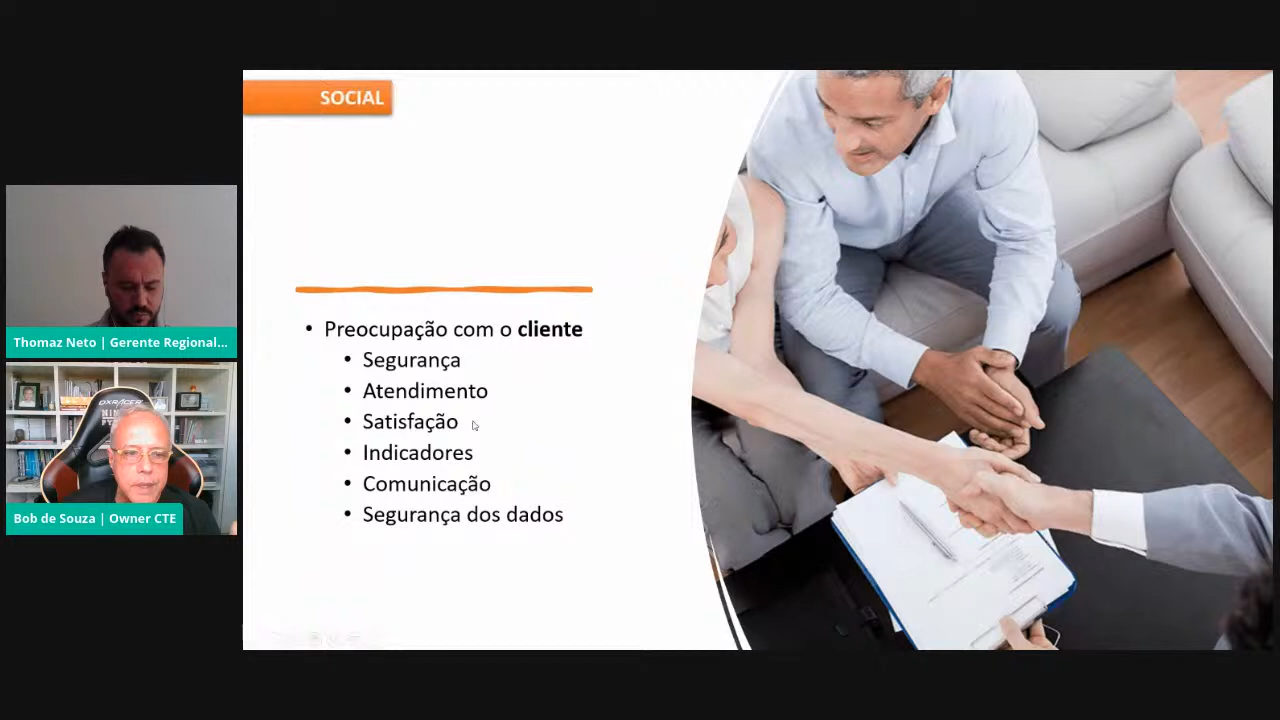 SOCIAL
Thomaz Neto | Gerente Regional...
DXRACER
Bob de Souza | Owner CTE
• Preocupação com o cliente
• Segurança
• Atendimento
• Satisfação
• Indicadores
• Comunicação
• Segurança dos dados